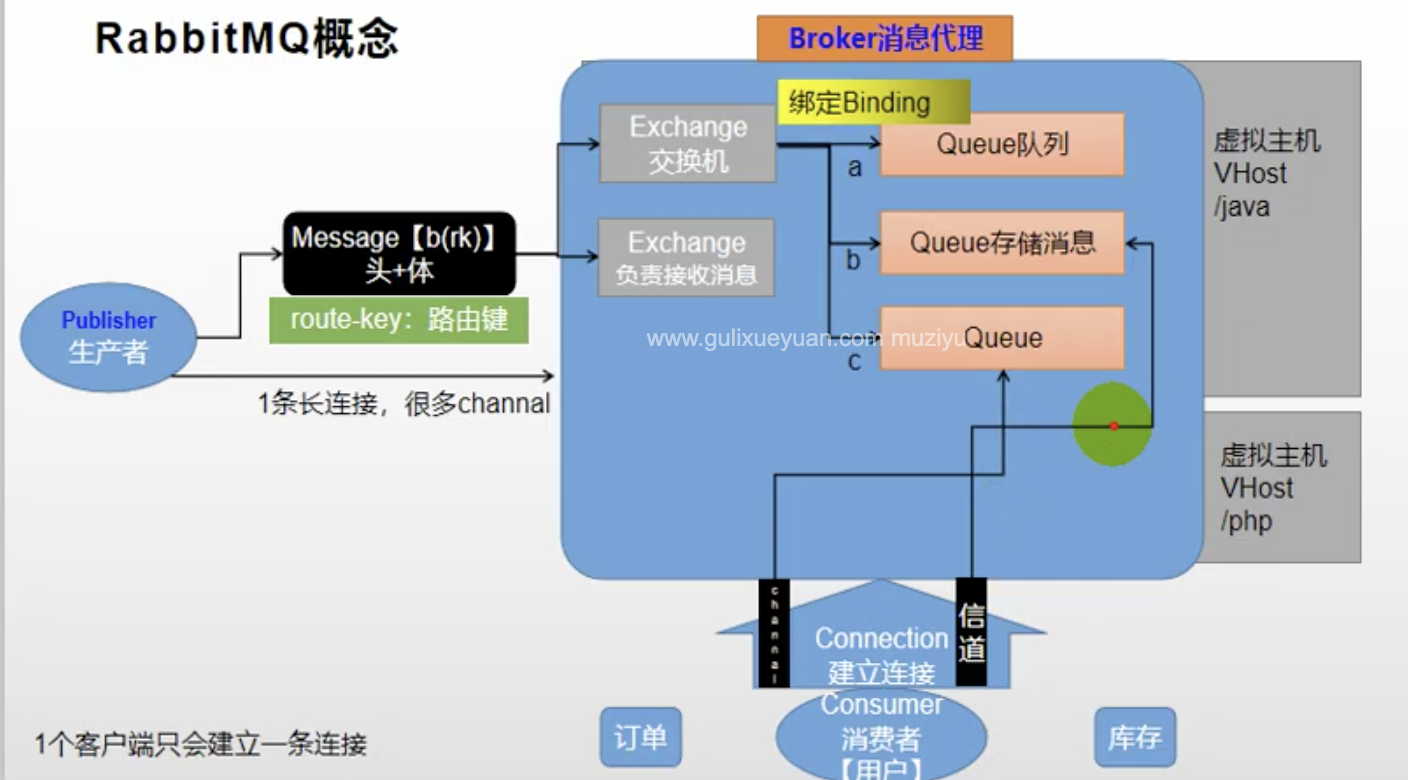 RabbitMQ概念
Broker消息代理
绑定Binding
Exchange
交换机
a
Queue队列
虚拟主机
VHost
/java
Message【b(rk)】
头+体
Exchange
负责接收消息
b
Queue存储消息
route-key：路由键
Publisher
生产者
www.gulixueyuan.com muziyu
Queue
c
1条长连接，很多channal
虚拟主机
VHost
/php
channal
信道
Connection
建立连接
Consumer
消费者
【用户】
订单
库存
1个客户端只会建立一条连接